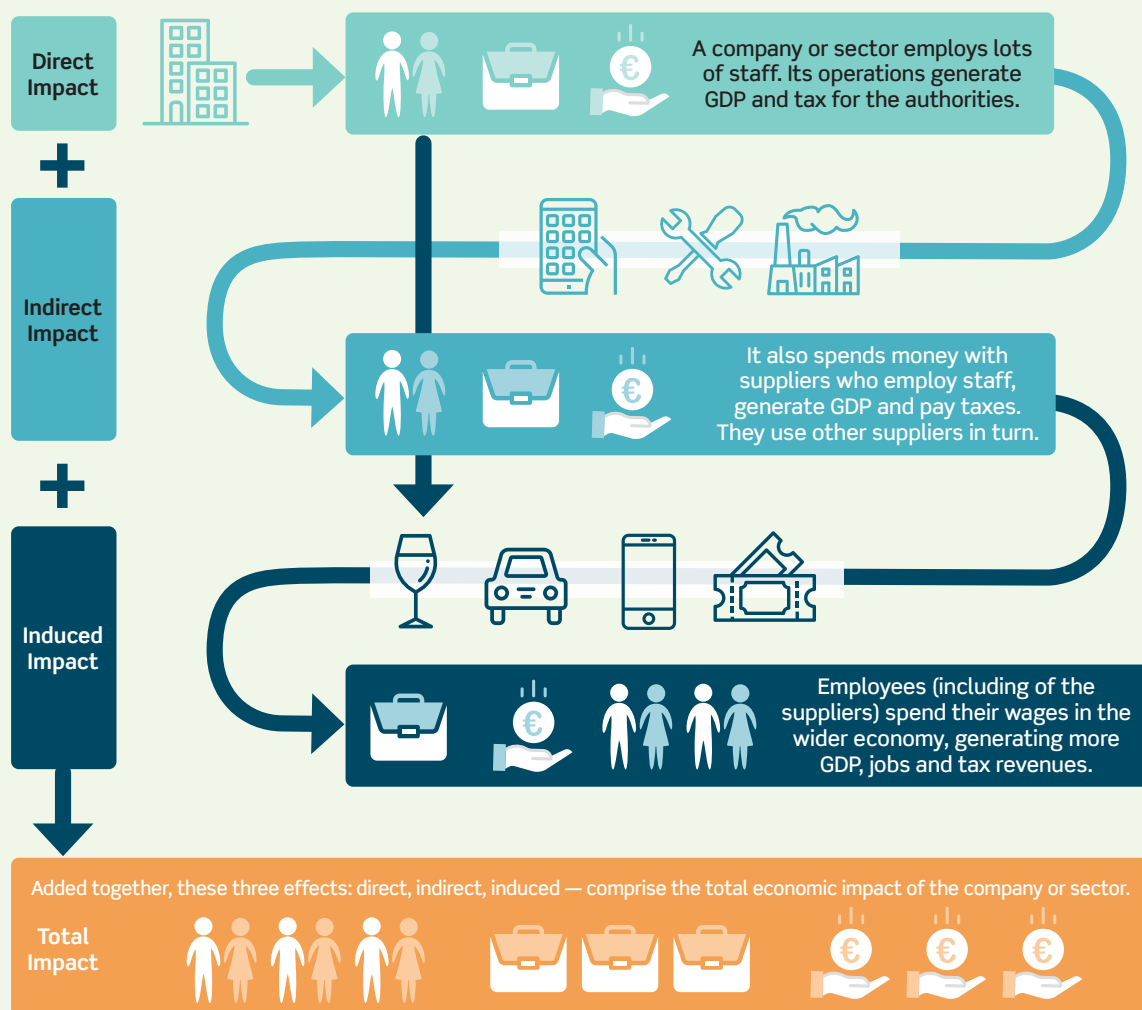 Direct
Impact
A company or sector employs lots
of staff. Its operations generate
GDP and tax for the authorities.
+
Indirect
Impact
It also spends money with
suppliers who employ staff,
generate GDP and pay taxes.
They use other suppliers in turn.
+
Induced
Impact
Employees (including of the
suppliers) spend their wages in the
wider economy, generating more
GDP, jobs and tax revenues.
Added together, these three effects: direct, indirect, induced — comprise the total economic impact of the company or sector.
Total
Impact